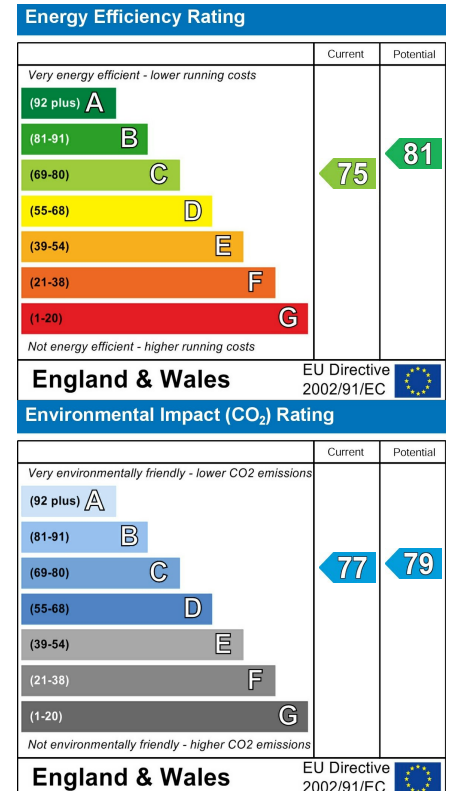 Energy Efficiency Rating
Current Potential
Very energy efficient - lower running costs
(92 plus) A
(81-91) B
81
(69-80) C
75
(55-68) D
(39-54) E
(21-38) F
(1-20) G
Not energy efficient - higher running costs
England & Wales
EU Directive
2002/91/EC
Environmental Impact (CO₂) Rating
Current Potential
Very environmentally friendly - lower CO2 emissions
(92 plus) A
(81-91) B
(69-80) C
77
79
(55-68) D
(39-54) E
(21-38) F
(1-20) G
Not environmentally friendly - higher CO2 emissions
England & Wales
EU Directive
2002/91/EC